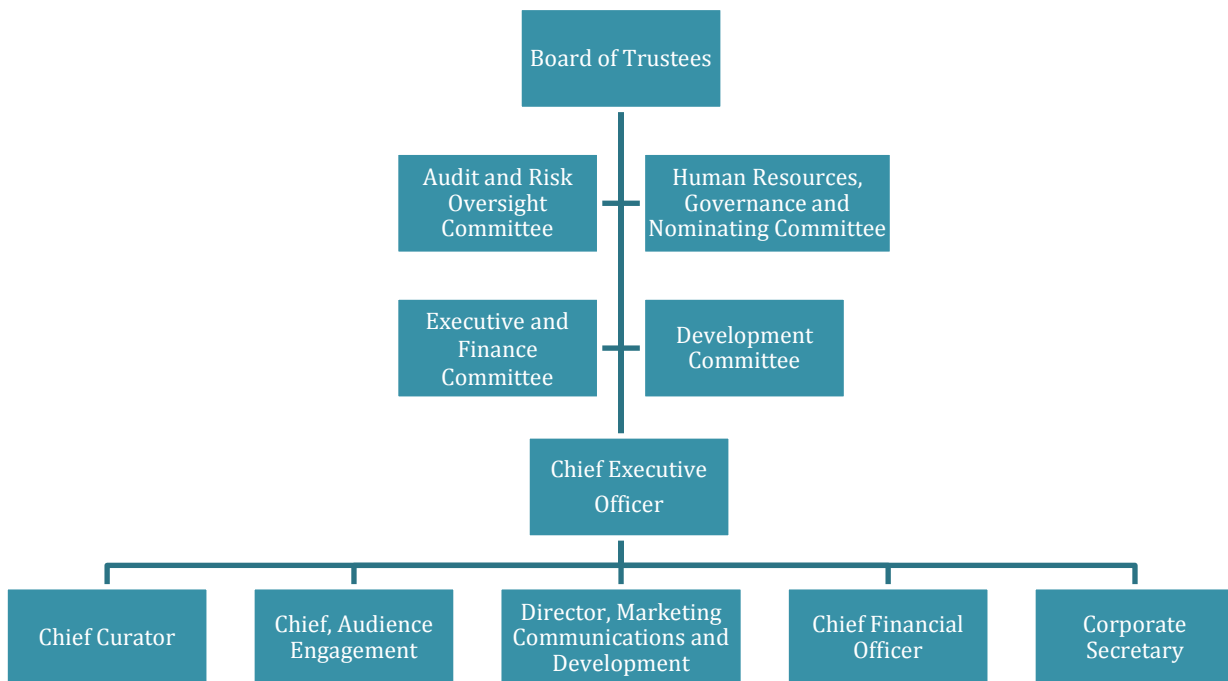 Board of Trustees
Audit and Risk
Oversight
Committee
Human Resources,
Governance and
Nominating Committee
Executive and
Finance
Committee
Development
Committee
Chief Executive
Officer
Chief Curator
Chief, Audience
Engagement
Director, Marketing
Communications and
Development
Chief Financial
Officer
Corporate
Secretary